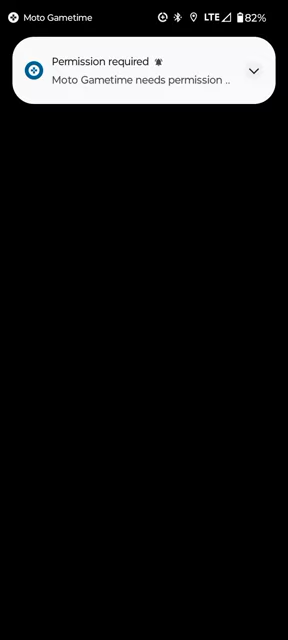 Moto Gametime
LTE 82%
Permission required
Moto Gametime needs permission ..